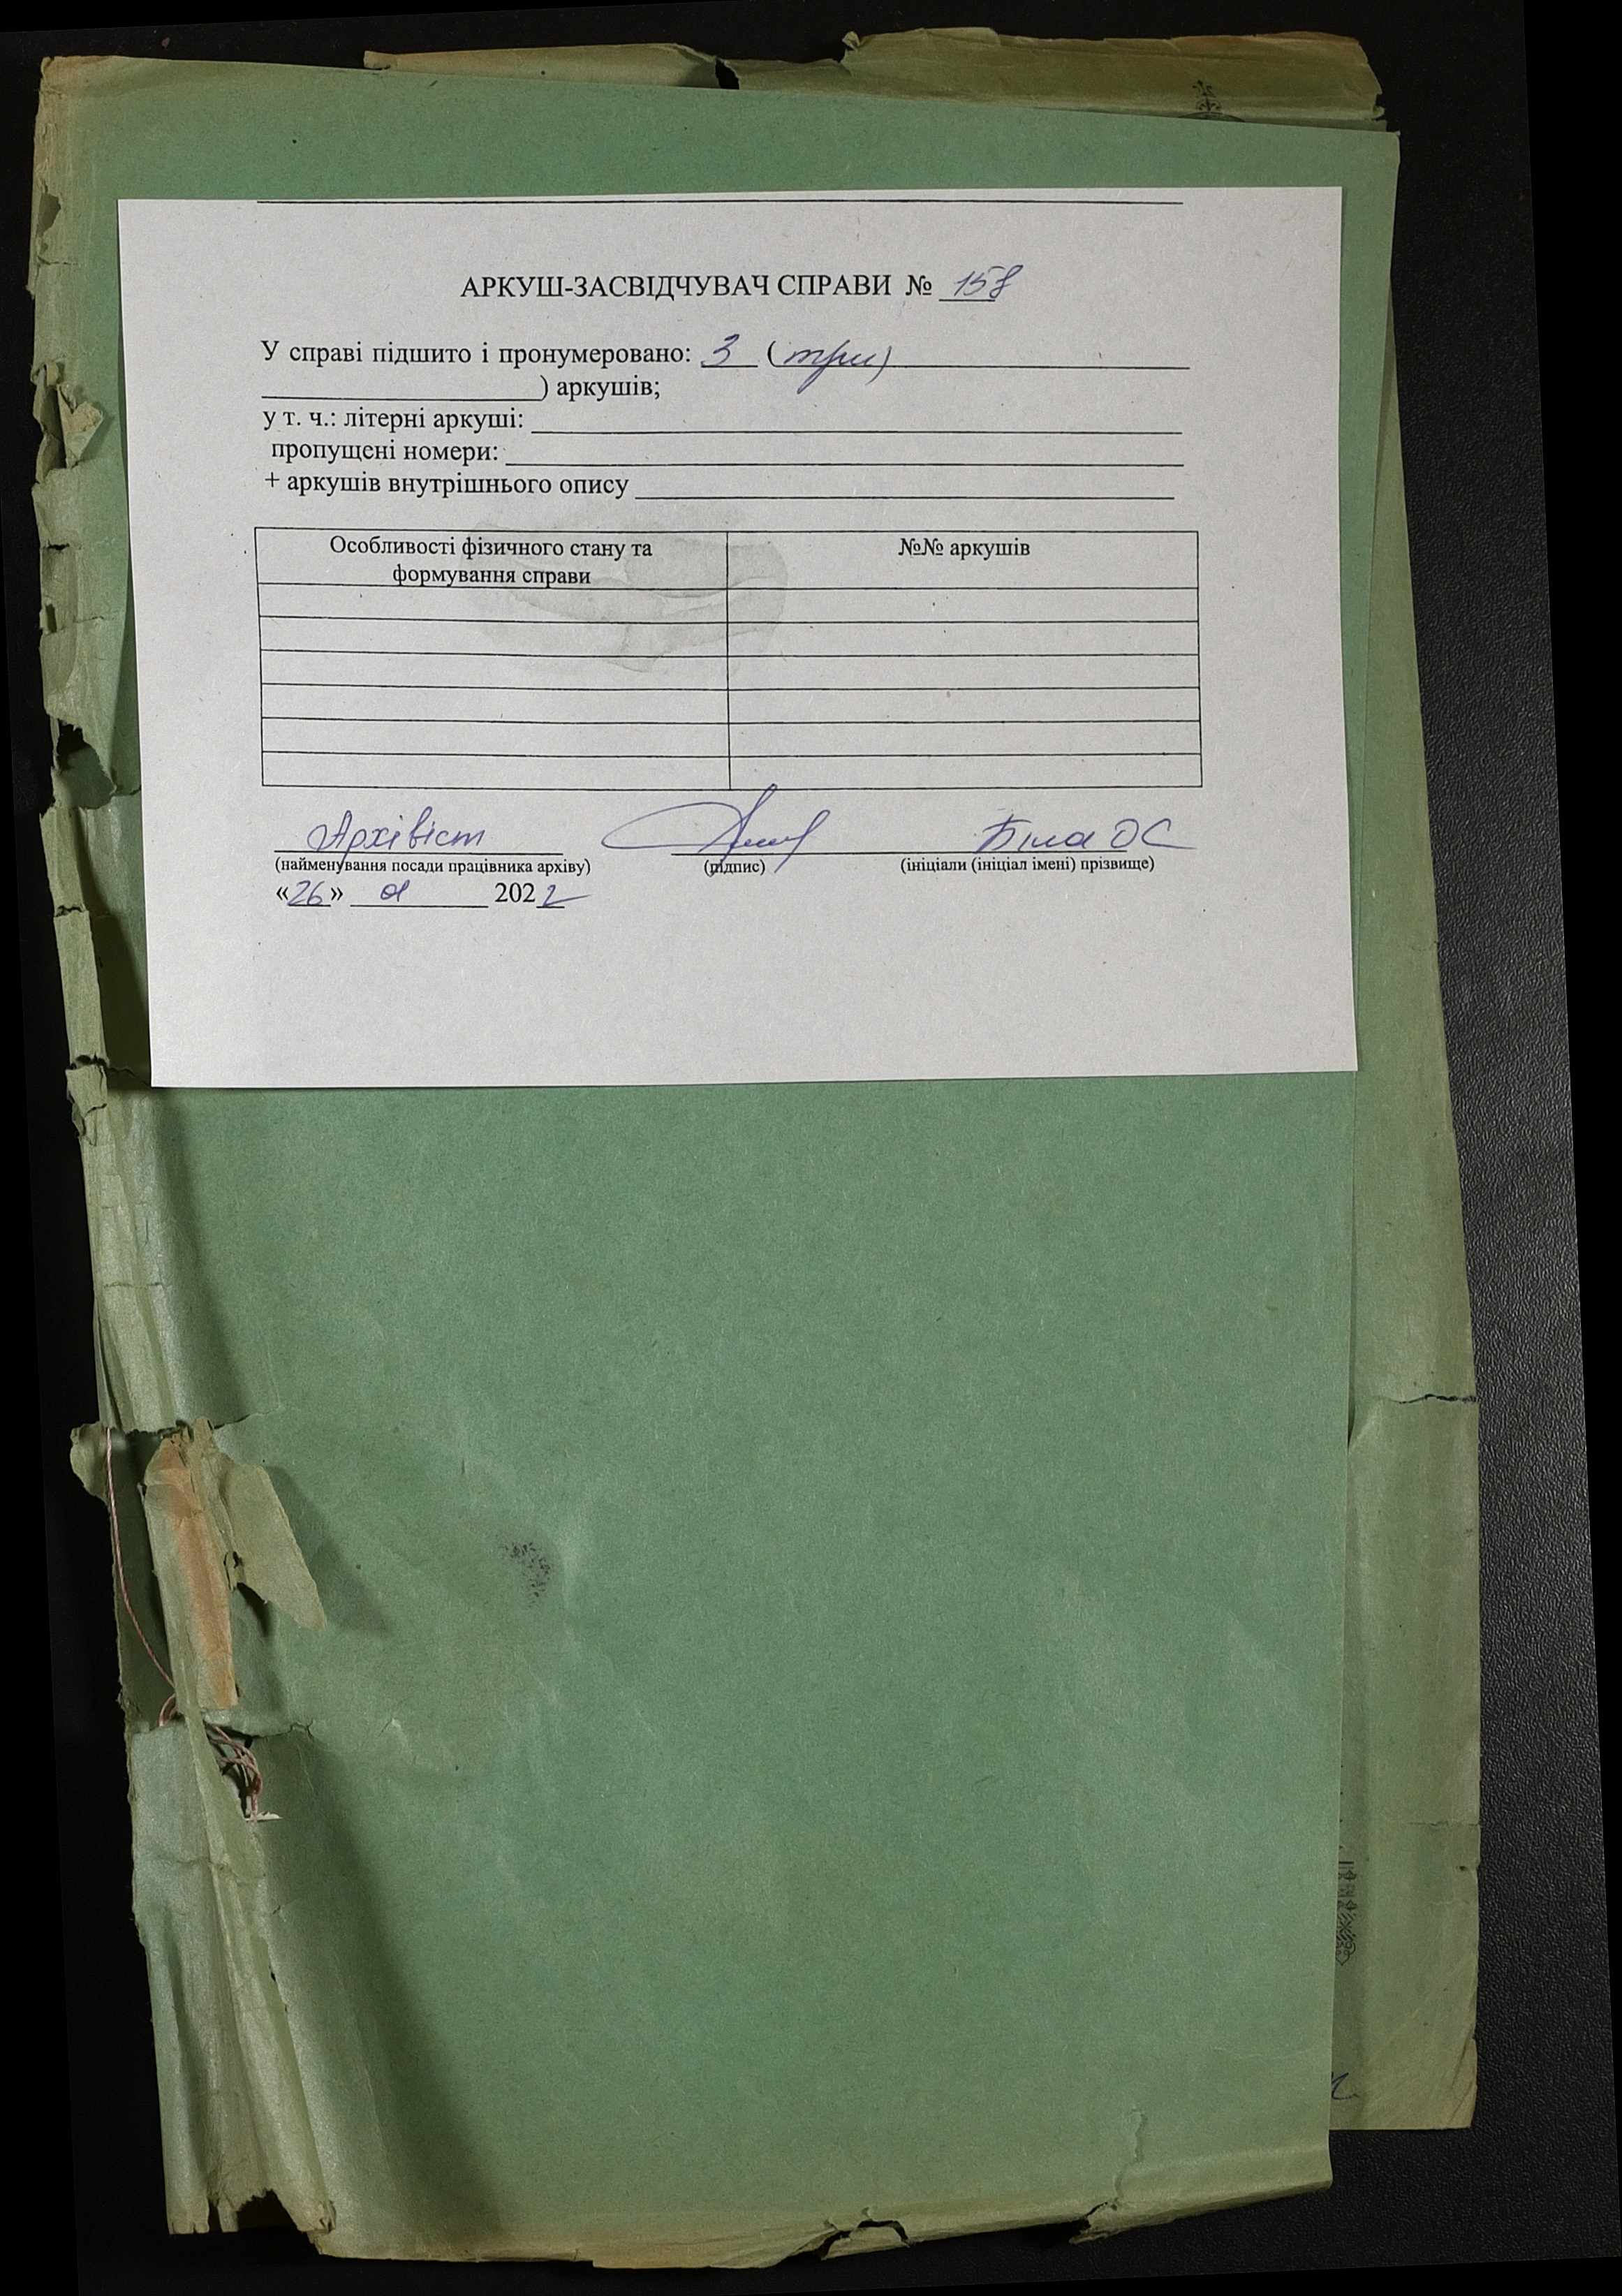 АРКУШ-ЗАСВІДЧУВАЧ СПРАВИ № 158
У справі підшито і пронумеровано: 3 (три)
) аркушів;
у т. ч.: літерні аркуші:
пропущені номери:
+ аркушів внутрішнього опису
Особливості фізичного стану та
формування справи
№№ аркушів
Архівіст Біла ОС
(найменування посади працівника архіву) (підпис) (ініціали (ініціал імені) прізвище)
«26» 01 2022